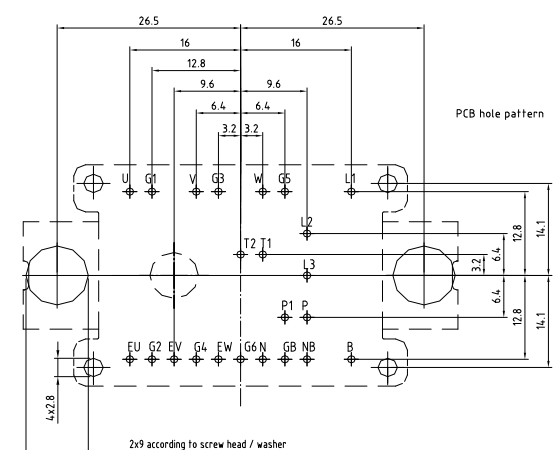 26.5 26.5
16 16
12.8
9.6 9.6
6.4 6.4
3.2 3.2
PCB hole pattern
U G1 V G3 W G5 L1
L2
T2 T1
L3
P1 P
EU G2 EV G4 EW G6 N GB NB B
3.2
6.4
12.8
14.1
6.4
12.8
14.1
4x2.8
2x9 according to screw head / washer